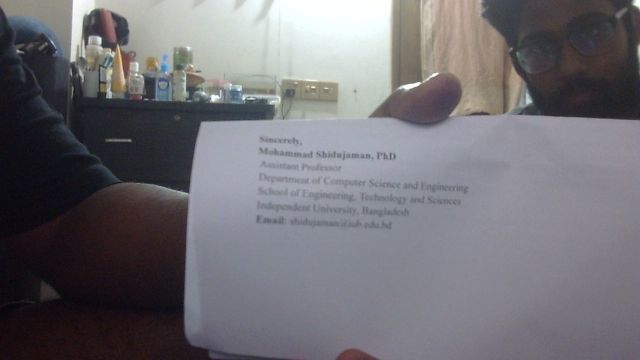 Sincerely,
Mohammad Shidujaman, PhD
Assistant Professor
Department of Computer Science and Engineering
School of Engineering, Technology and Sciences
Independent University, Bangladesh
Email: shidujaman@iub.edu.bd